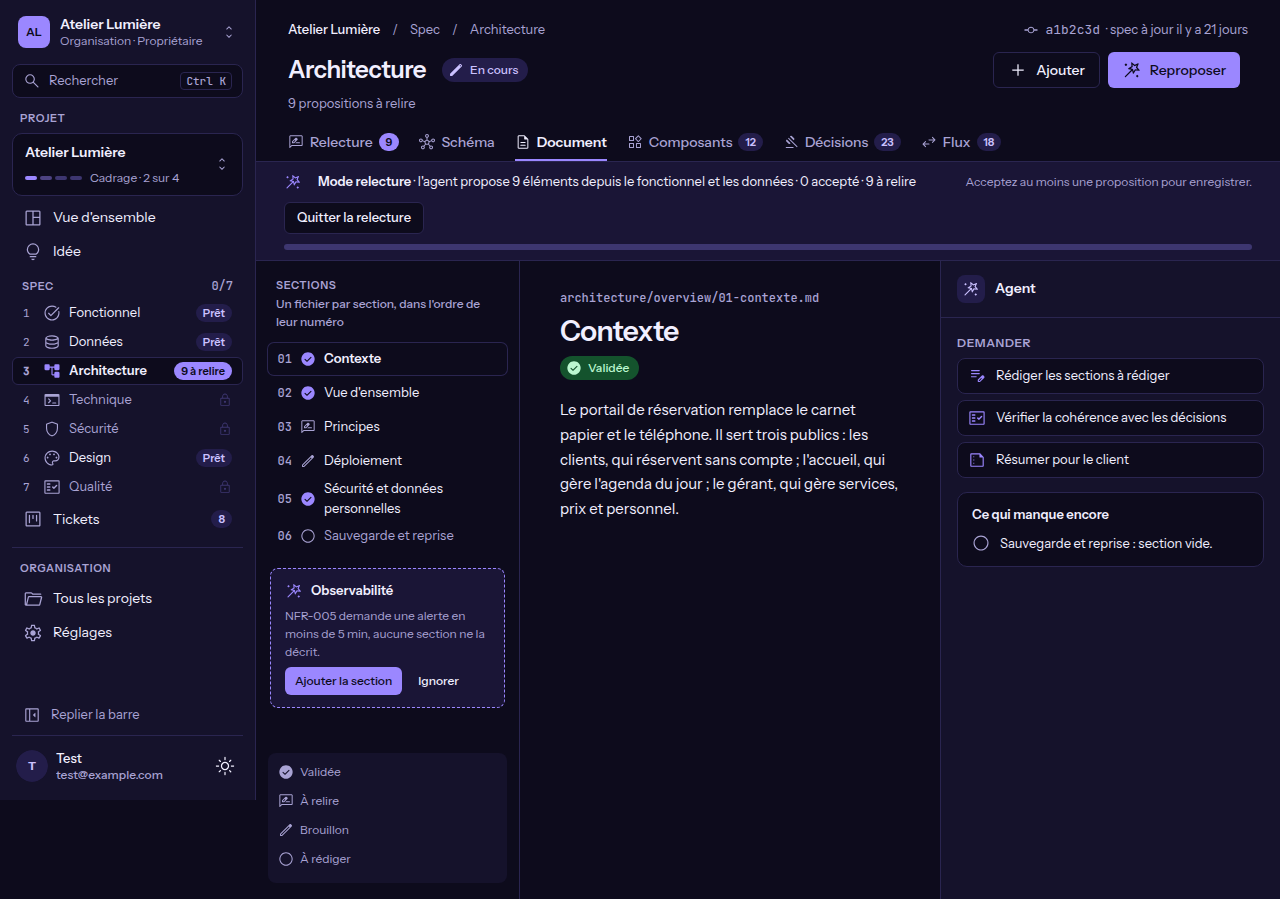 AL
Atelier Lumière
Organisation · Propriétaire
Rechercher
Ctrl K
PROJET
Atelier Lumière
Cadrage · 2 sur 4
Vue d'ensemble
Idée
SPEC 0/7
1 Fonctionnel Prêt
2 Données Prêt
3 Architecture 9 à relire
4 Technique
5 Sécurité
6 Design Prêt
7 Qualité
Tickets 8
ORGANISATION
Tous les projets
Réglages
Replier la barre
T
Test
test@example.com
Atelier Lumière / Spec / Architecture
a1b2c3d · spec à jour il y a 21 jours
Architecture
En cours
Ajouter
Reproposer
9 propositions à relire
Relecture 9
Schéma
Document
Composants 12
Décisions 23
Flux 18
Mode relecture · l'agent propose 9 éléments depuis le fonctionnel et les données · 0 accepté · 9 à relire
Acceptez au moins une proposition pour enregistrer.
Quitter la relecture
SECTIONS
Un fichier par section, dans l'ordre de
leur numéro
01 Contexte
02 Vue d'ensemble
03 Principes
04 Déploiement
05 Sécurité et données
personnelles
06 Sauvegarde et reprise
Observabilité
NFR-005 demande une alerte en
moins de 5 min, aucune section ne la
décrit.
Ajouter la section
Ignorer
Validée
À relire
Brouillon
À rédiger
architecture/overview/01-contexte.md
Contexte
Validée
Le portail de réservation remplace le carnet
papier et le téléphone. Il sert trois publics : les
clients, qui réservent sans compte ; l'accueil, qui
gère l'agenda du jour ; le gérant, qui gère services,
prix et personnel.
Agent
DEMANDER
Rédiger les sections à rédiger
Vérifier la cohérence avec les décisions
Résumer pour le client
Ce qui manque encore
Sauvegarde et reprise : section vide.